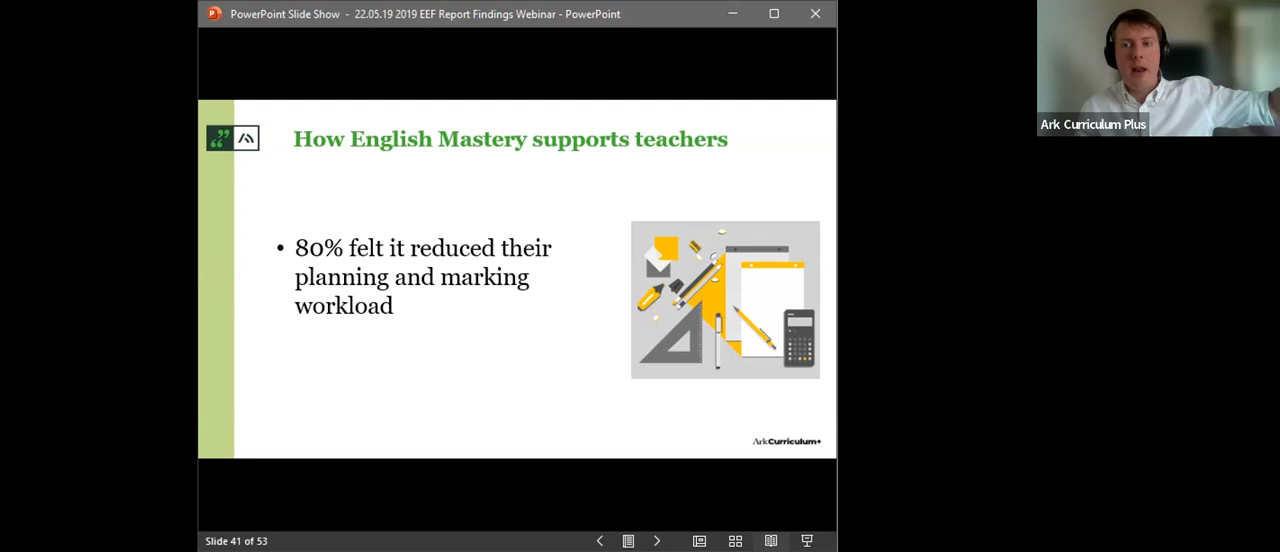 PowerPoint Slide Show - 22.05.19 2019 EEF Report Findings Webinar - PowerPoint
Ark Curriculum Plus
How English Mastery supports teachers
• 80% felt it reduced their
planning and marking
workload
ArkCurriculum+
Slide 41 of 53